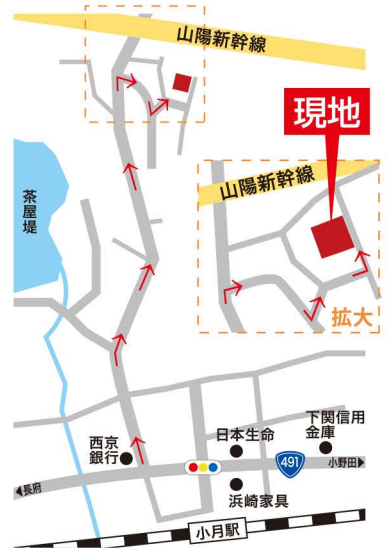 山陽新幹線
現地
山陽新幹線
茶屋堤
拡大
西京
銀行
日本生命
下関信用
金庫
491
小野田
長府
浜崎家具
小月駅